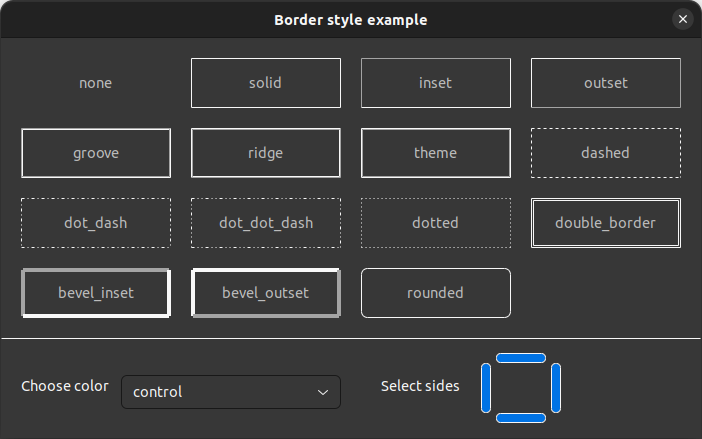 Border style example
none
solid
inset
outset
groove
ridge
theme
dashed
dot_dash
dot_dot_dash
dotted
double_border
bevel_inset
bevel_outset
rounded
Choose color
control
Select sides